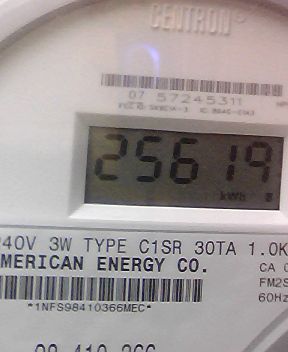 CENTRON®
07 57245311
25619
kWh
240V 3W TYPE C1SR 30TA 1.0K
AMERICAN ENERGY CO.
CA 0
FM2S
60Hz
*1NFS98410366MEC*